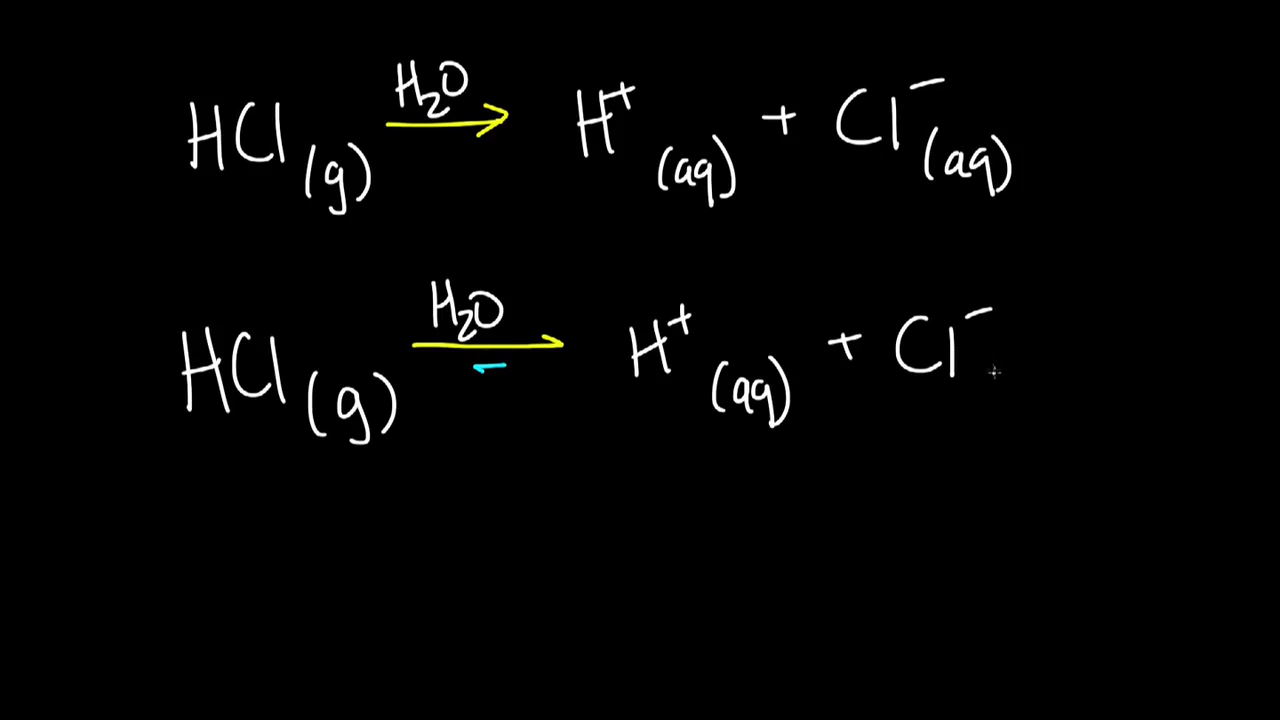 HCl (g) H₂O → H⁺ (aq) + Cl⁻ (aq)
HCl (g) H₂O ⇌ H⁺ (aq) + Cl⁻